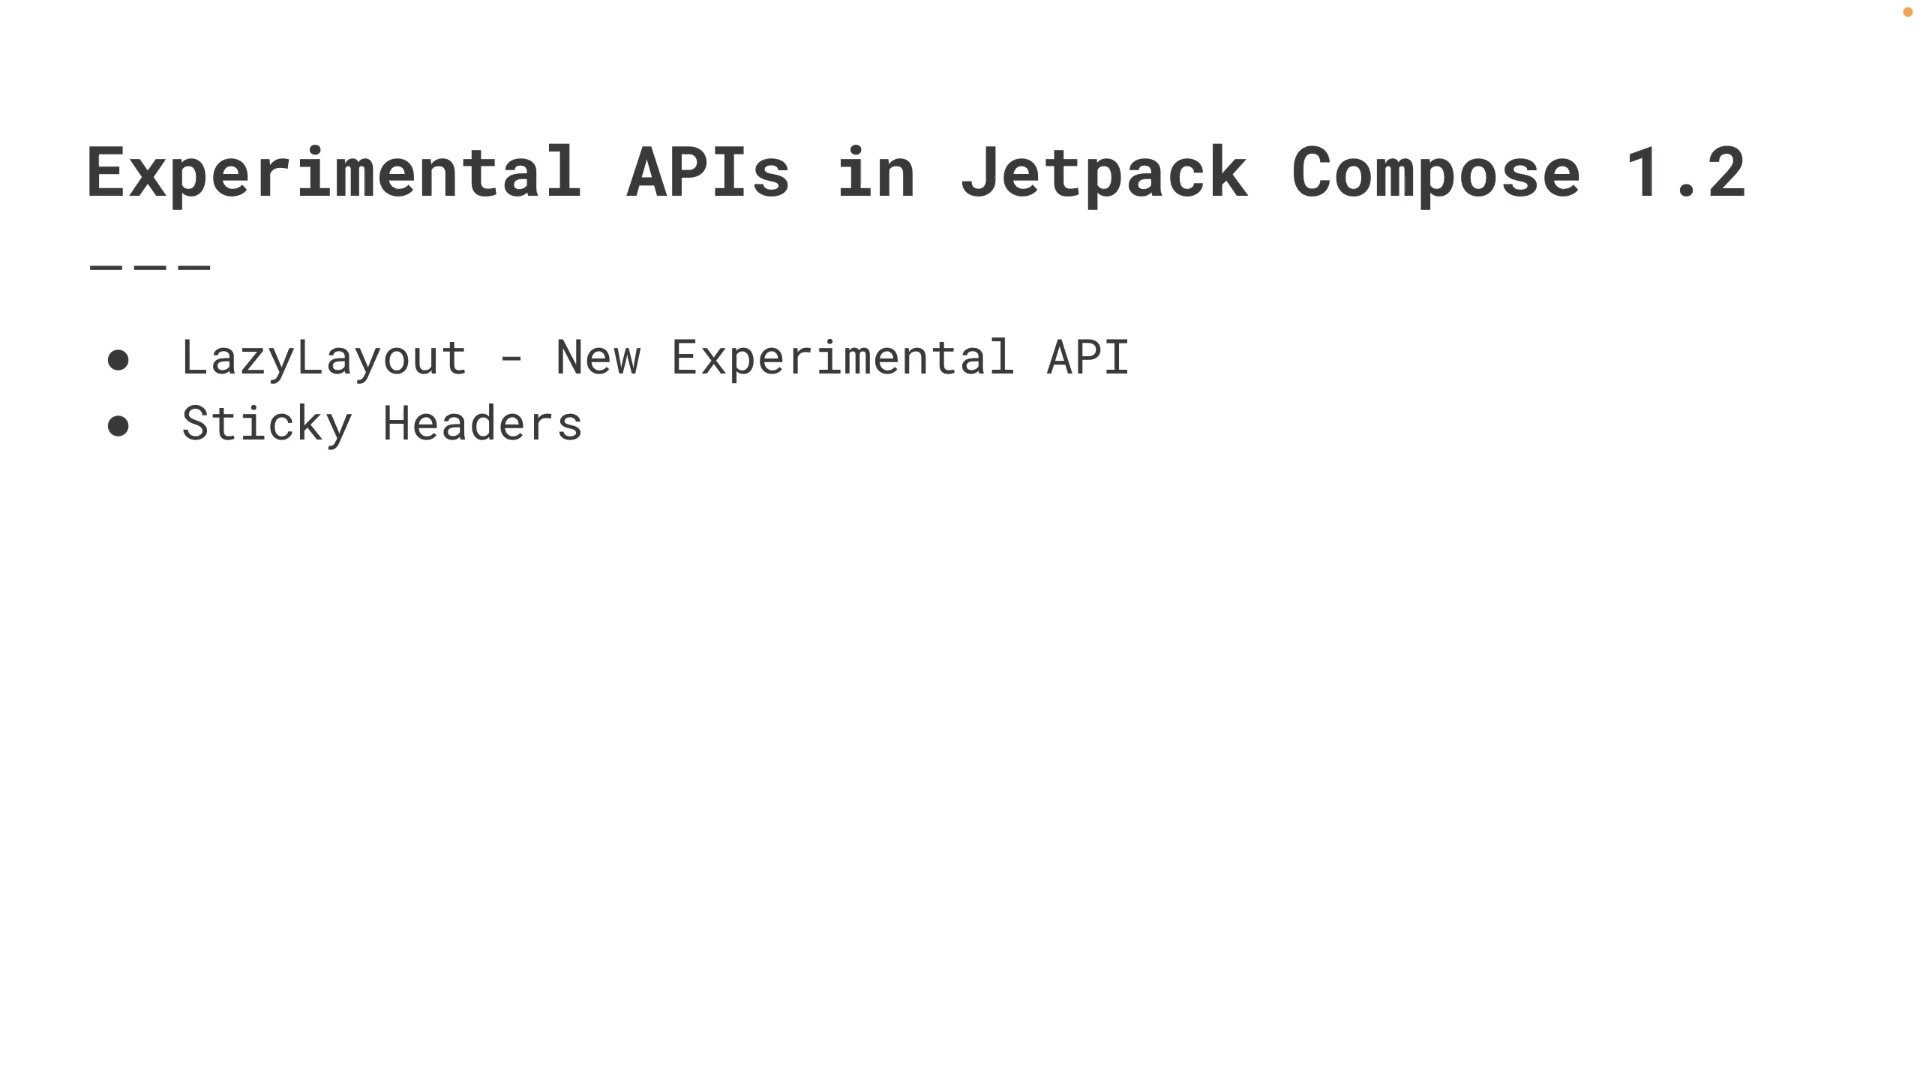 Experimental APIs in Jetpack Compose 1.2
———
● LazyLayout - New Experimental API
● Sticky Headers